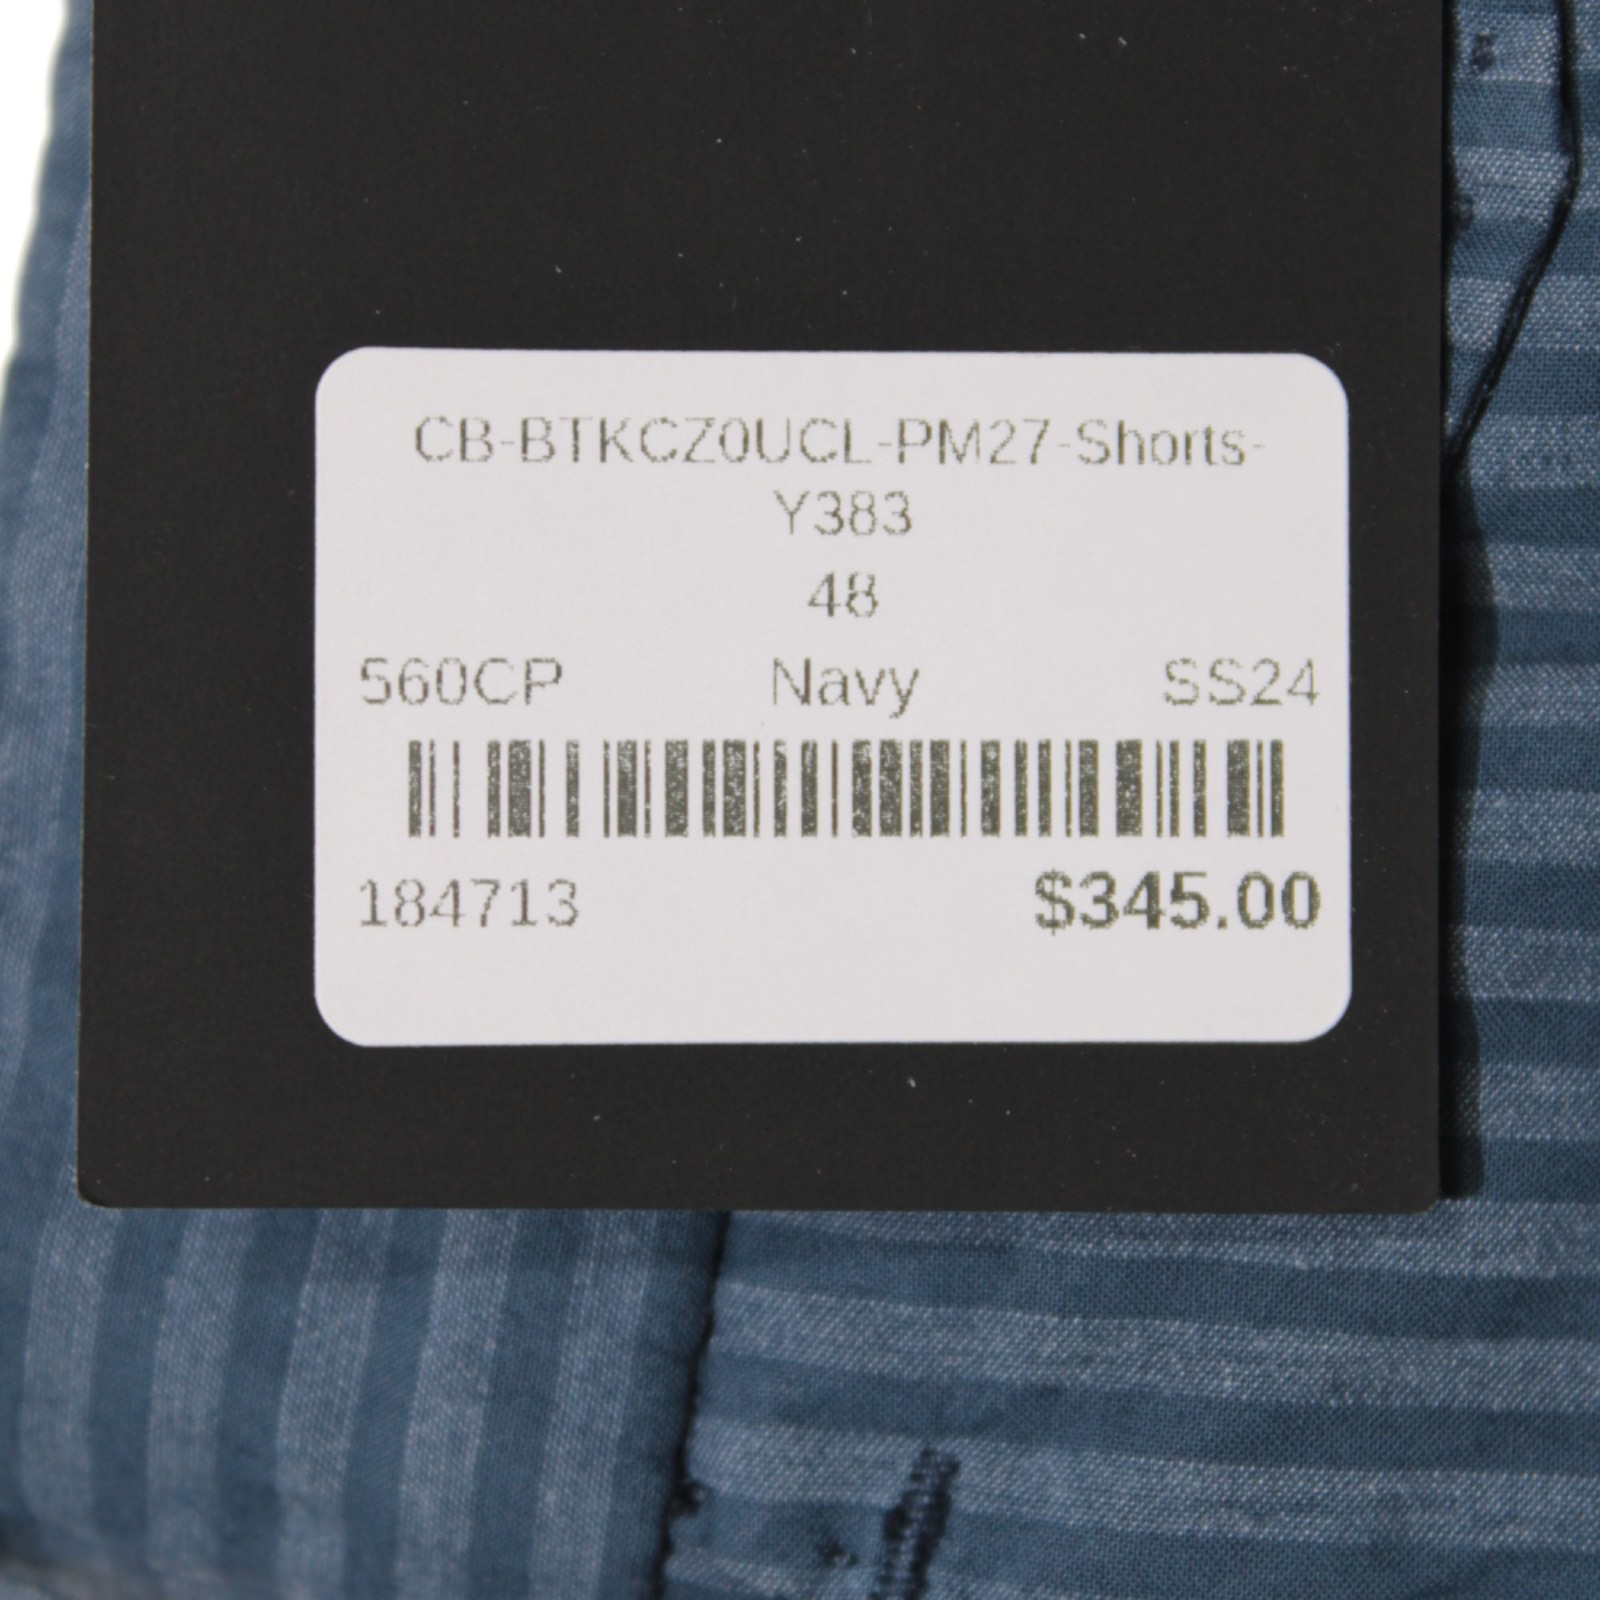 CB-BTKCZ0UCL-PM27-Shorts-
Y383
48
560CP Navy SS24
184713 $345.00